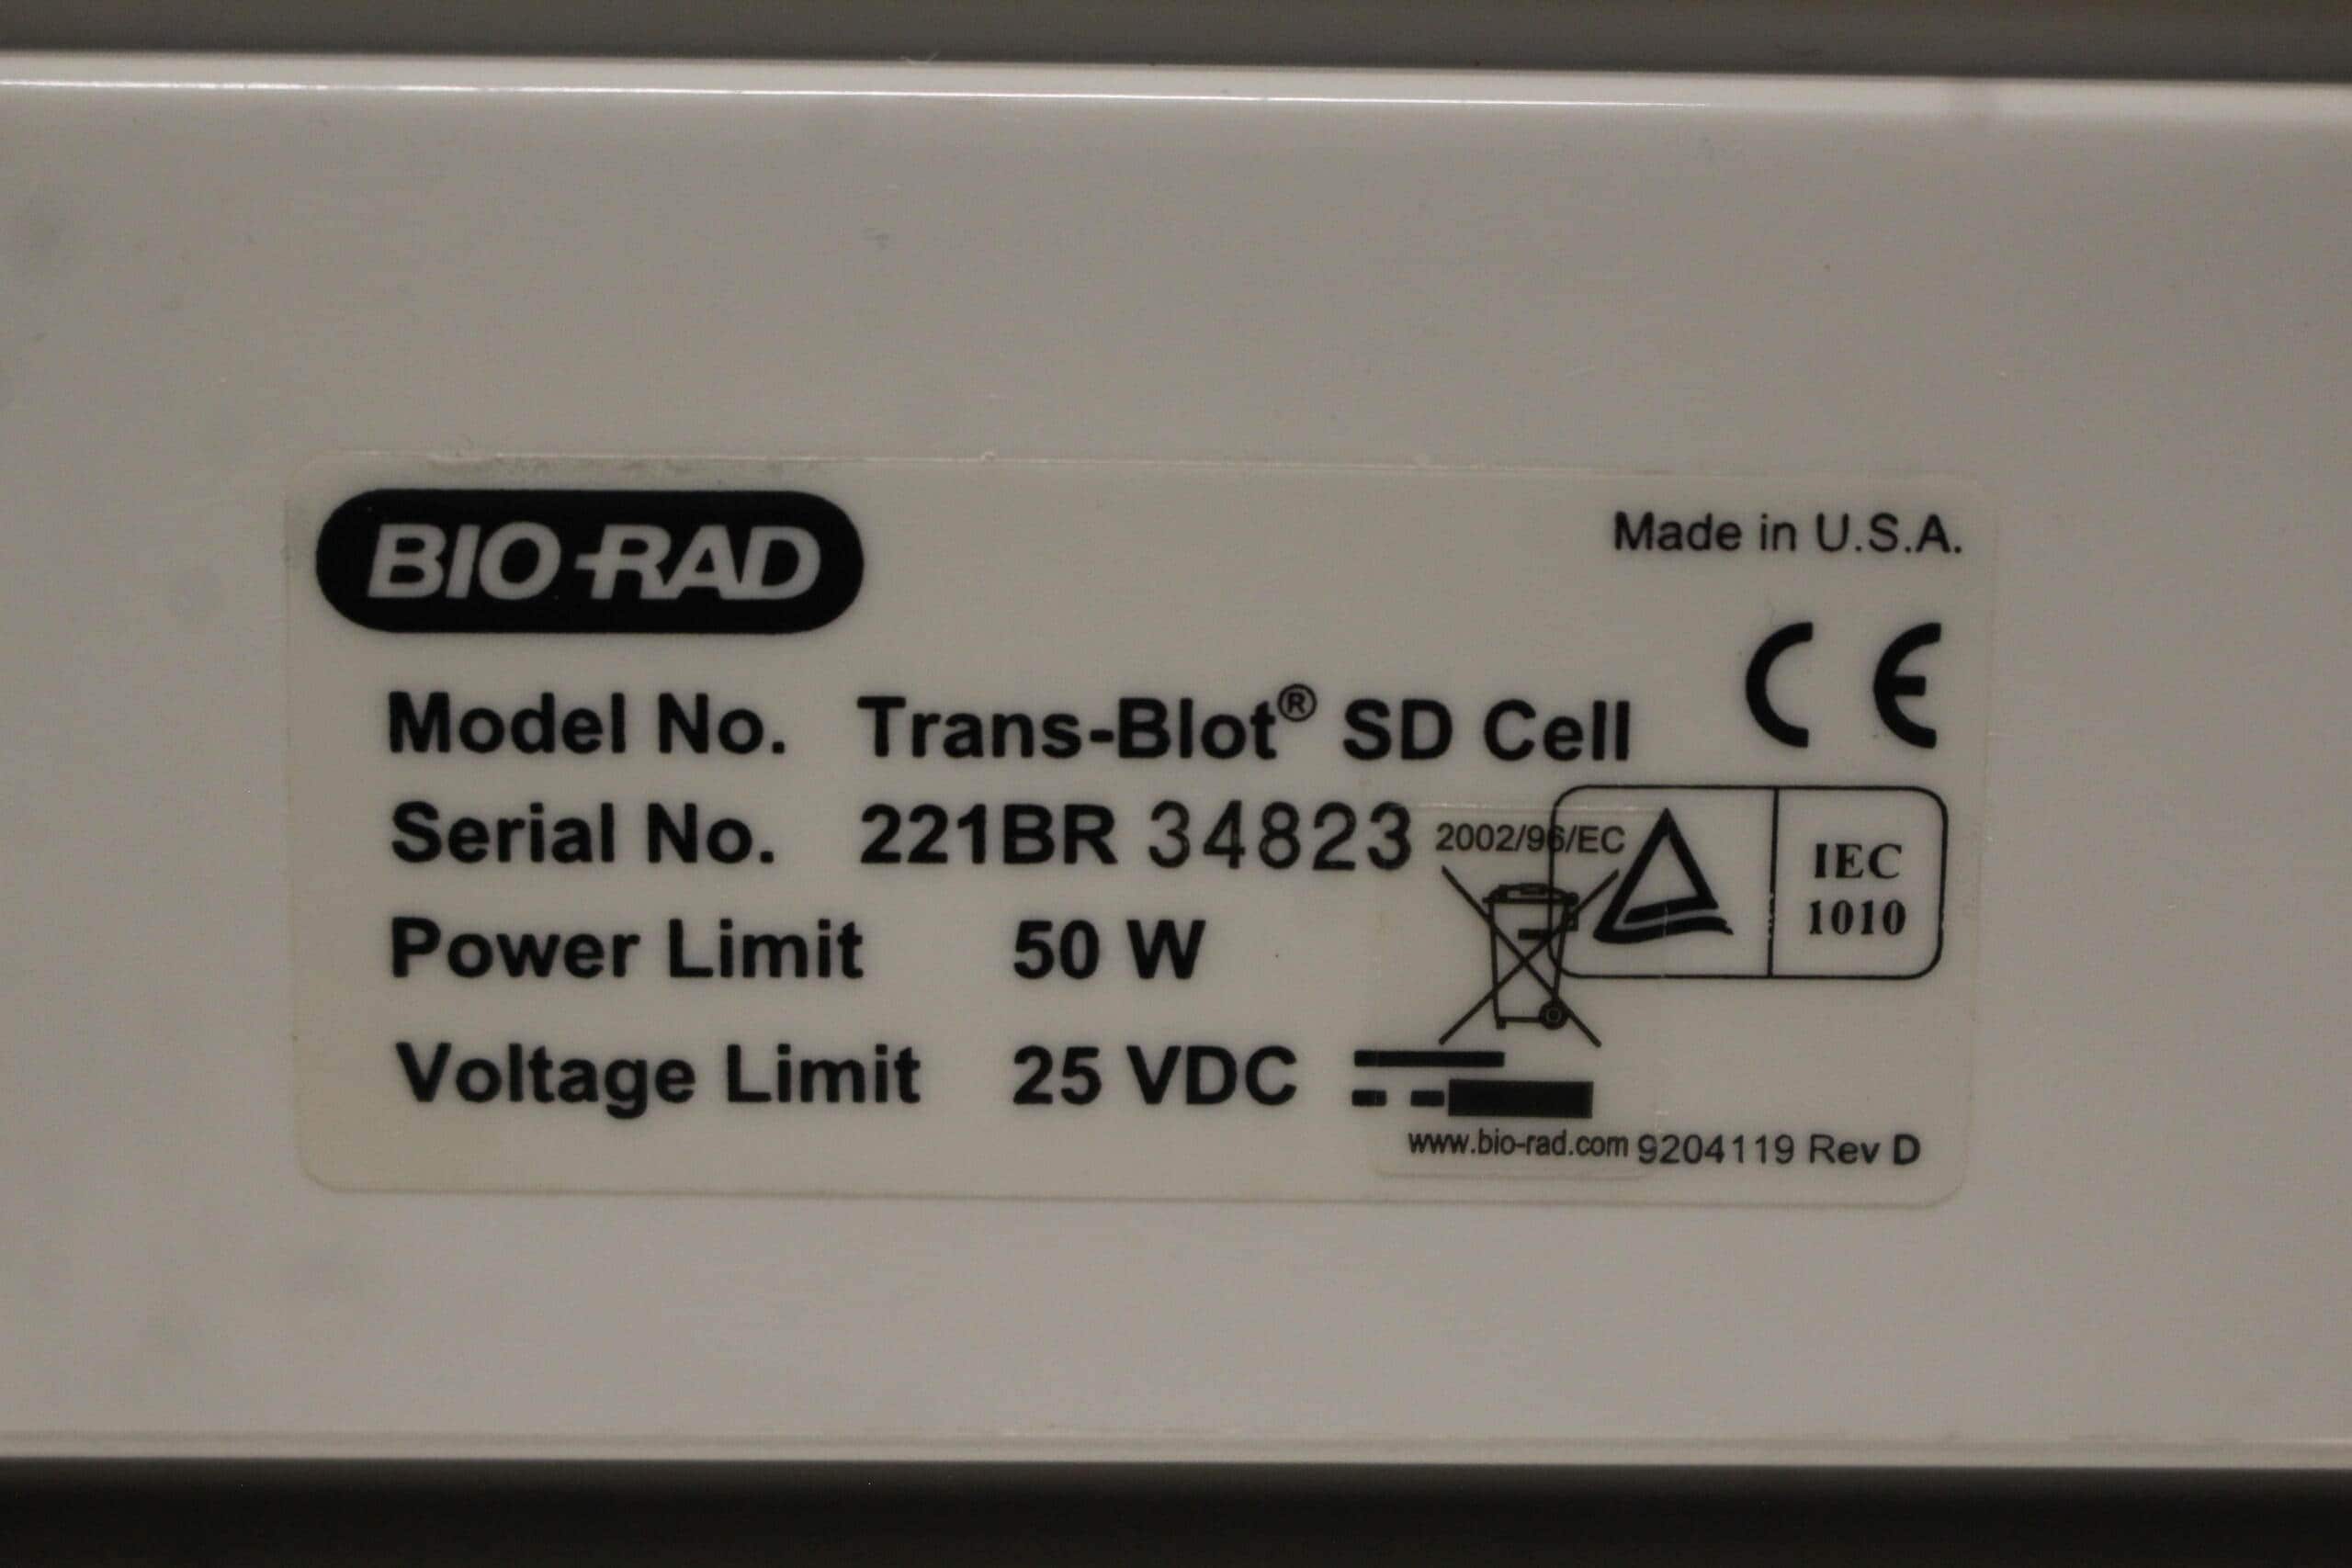 BIO-RAD
Made in U.S.A.
CE
Model No. Trans-Blot® SD Cell
Serial No. 221BR 34823
2002/96/EC
IEC
1010
Power Limit 50 W
Voltage Limit 25 VDC
www.bio-rad.com 9204119 Rev D